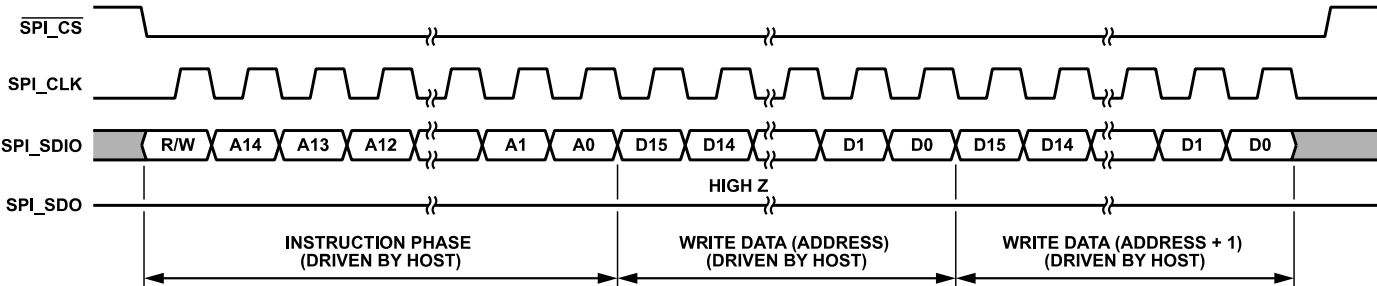 SPI_CS
SPI_CLK
SPI_SDIO R/W A14 A13 A12 A1 A0 D15 D14 D1 D0 D15 D14 D1 D0
HIGH Z
SPI_SDO
INSTRUCTION PHASE
(DRIVEN BY HOST)
WRITE DATA (ADDRESS)
(DRIVEN BY HOST)
WRITE DATA (ADDRESS + 1)
(DRIVEN BY HOST)